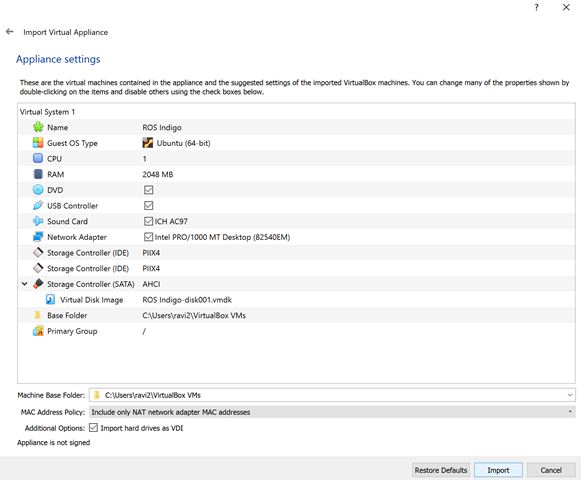 ?
Import Virtual Appliance
Appliance settings
These are the virtual machines contained in the appliance and the suggested settings of the imported VirtualBox machines. You can change many of the properties shown by
double-clicking on the items and disable others using the check boxes below.
Virtual System 1
Name ROS Indigo
Guest OS Type Ubuntu (64-bit)
CPU 1
RAM 2048 MB
DVD
USB Controller
Sound Card ICH AC97
Network Adapter Intel PRO/1000 MT Desktop (82540EM)
Storage Controller (IDE) PIIX4
Storage Controller (IDE) PIIX4
Storage Controller (SATA) AHCI
Virtual Disk Image ROS Indigo-disk001.vmdk
Base Folder C:\Users\ravi2\VirtualBox VMs
Primary Group /
Machine Base Folder: C:\Users\ravi2\VirtualBox VMs
MAC Address Policy: Include only NAT network adapter MAC addresses
Additional Options: Import hard drives as VDI
Appliance is not signed
Restore Defaults Import Cancel